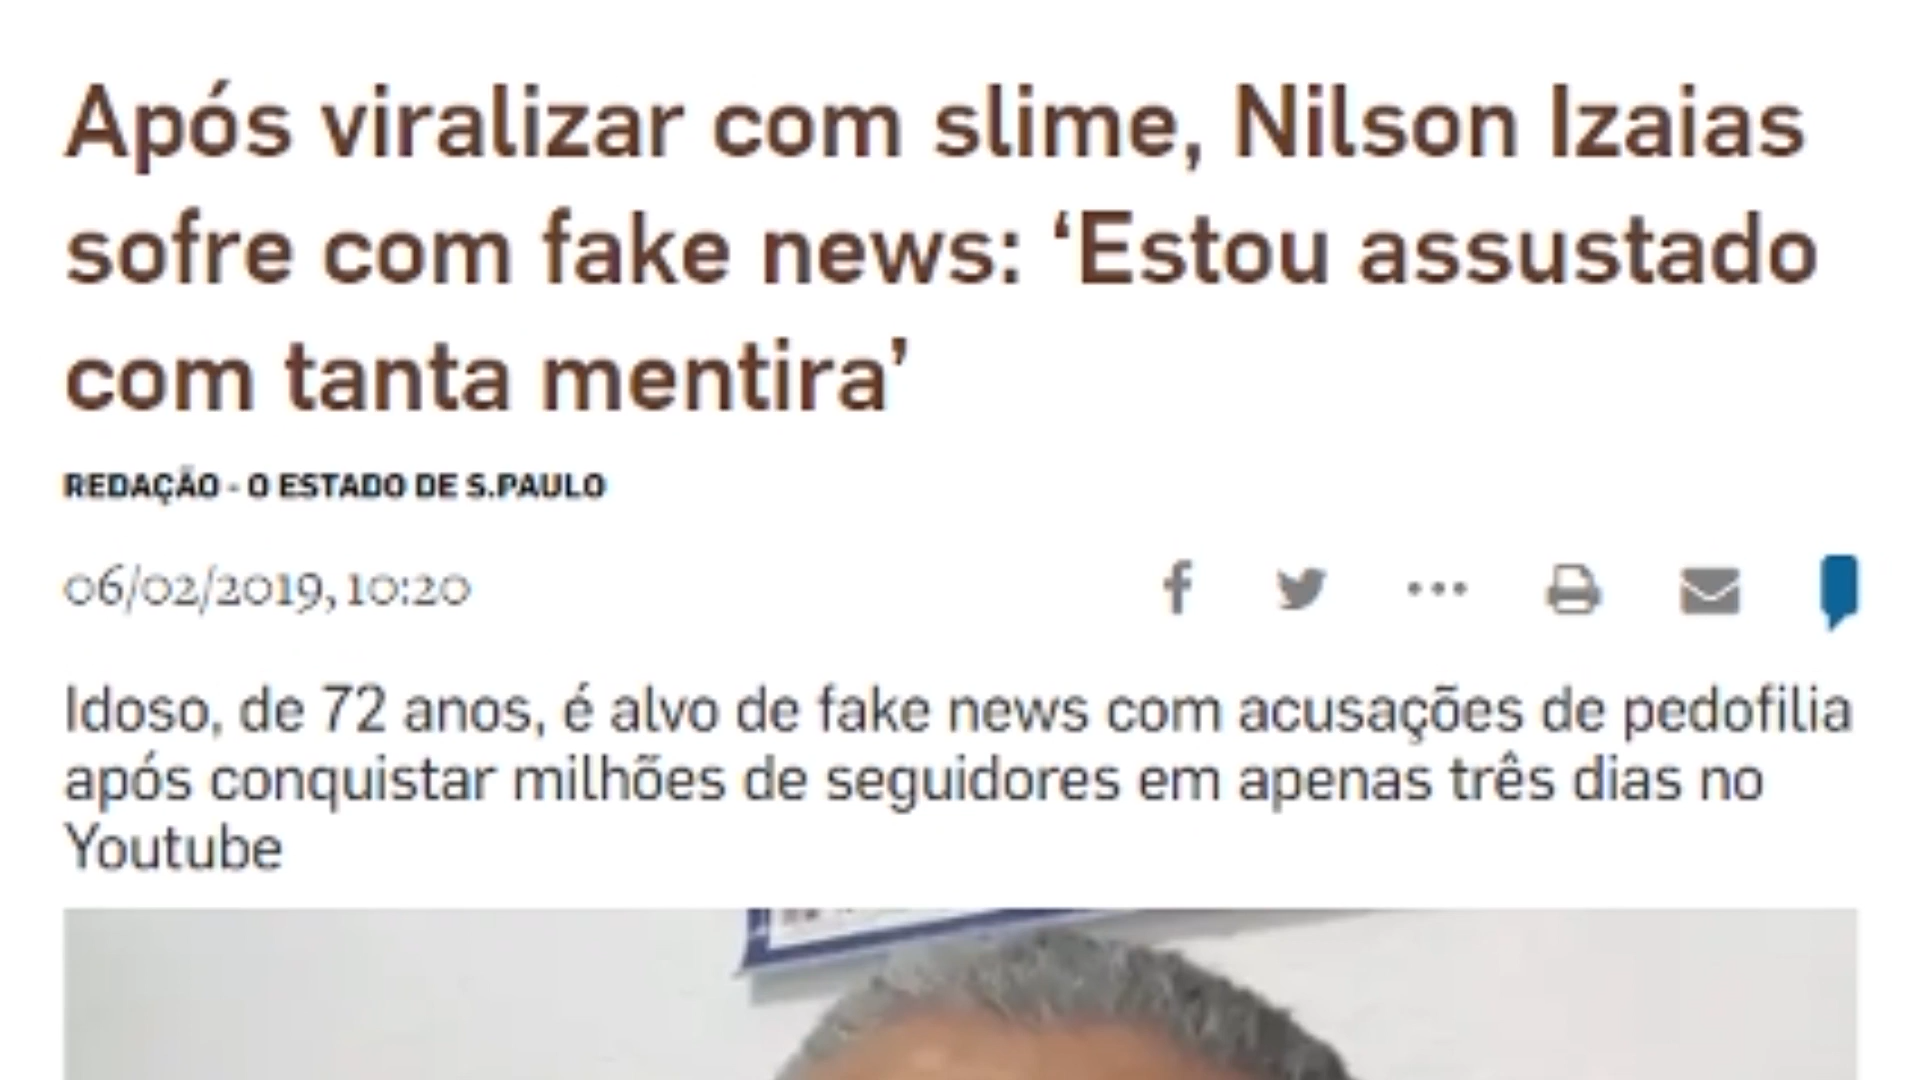 Após viralizar com slime, Nilson Izaias
sofre com fake news: ‘Estou assustado
com tanta mentira’
REDAÇÃO - O ESTADO DE S.PAULO
06/02/2019, 10:20
Idoso, de 72 anos, é alvo de fake news com acusações de pedofilia
após conquistar milhões de seguidores em apenas três dias no
Youtube